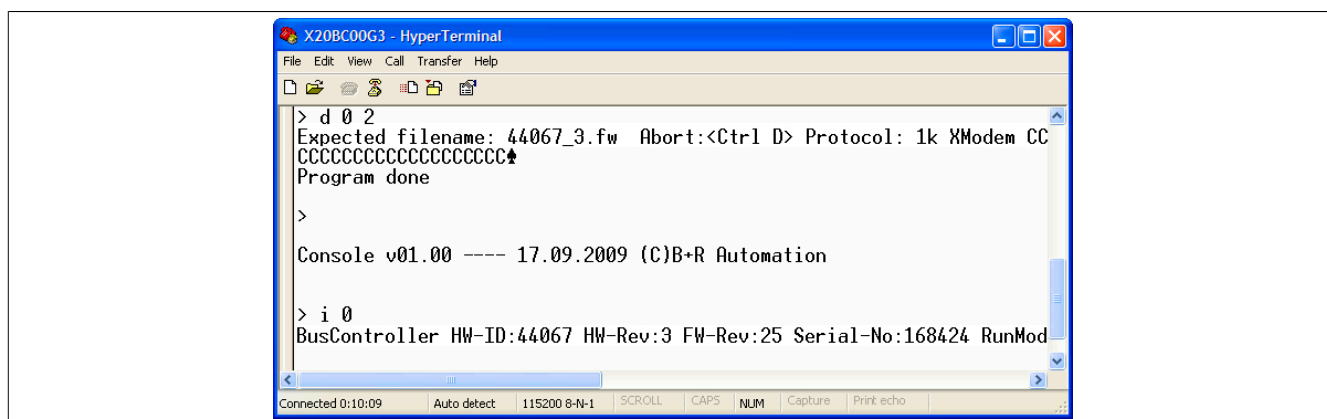 X20BC00G3 - HyperTerminal
File Edit View Call Transfer Help
> d 0 2
Expected filename: 44067_3.fw  Abort:<Ctrl D> Protocol: 1k XModem CC
CCCCCCCCCCCCCCCCCCC♠
Program done
>
Console v01.00 ---- 17.09.2009 (C)B+R Automation
> i 0
BusController HW-ID:44067 HW-Rev:3 FW-Rev:25 Serial-No:168424 RunMod
Connected 0:10:09 Auto detect 115200 8-N-1 SCROLL CAPS NUM Capture Print echo